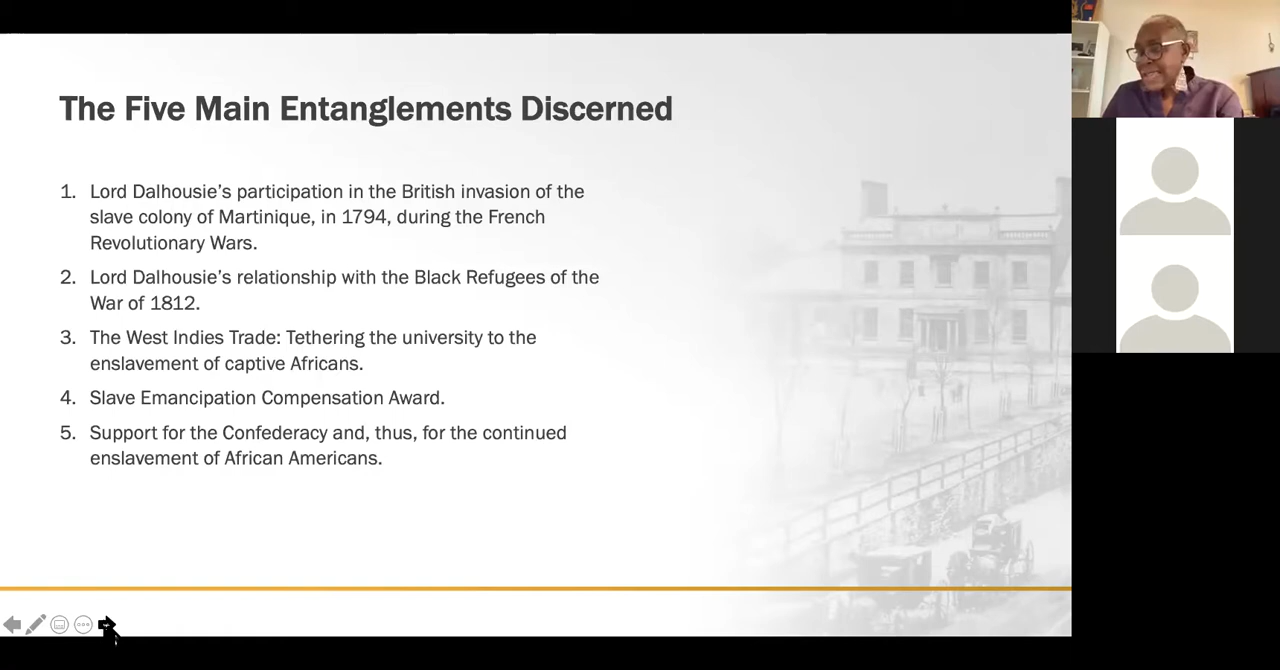 The Five Main Entanglements Discerned
1. Lord Dalhousie’s participation in the British invasion of the
slave colony of Martinique, in 1794, during the French
Revolutionary Wars.
2. Lord Dalhousie’s relationship with the Black Refugees of the
War of 1812.
3. The West Indies Trade: Tethering the university to the
enslavement of captive Africans.
4. Slave Emancipation Compensation Award.
5. Support for the Confederacy and, thus, for the continued
enslavement of African Americans.